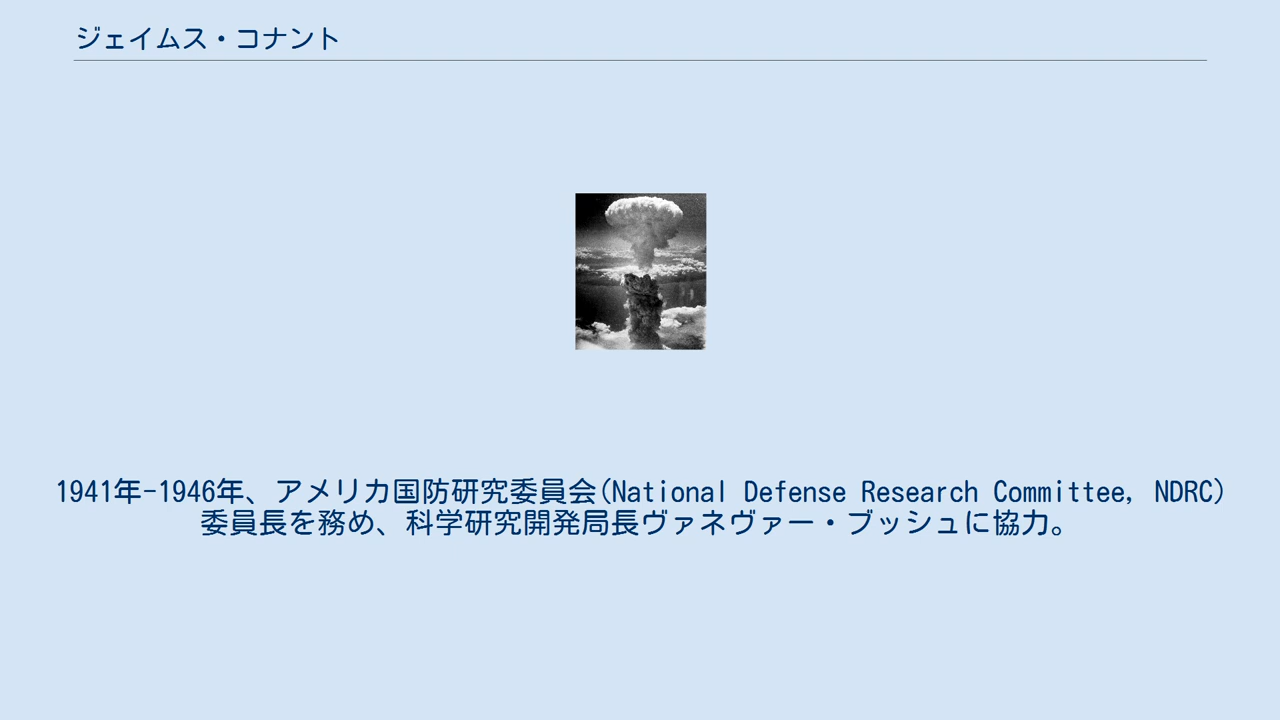 ジェイムス・コナント
1941年-1946年、アメリカ国防研究委員会(National Defense Research Committee, NDRC)
委員長を務め、科学研究開発局長ヴァネヴァー・ブッシュに協力。